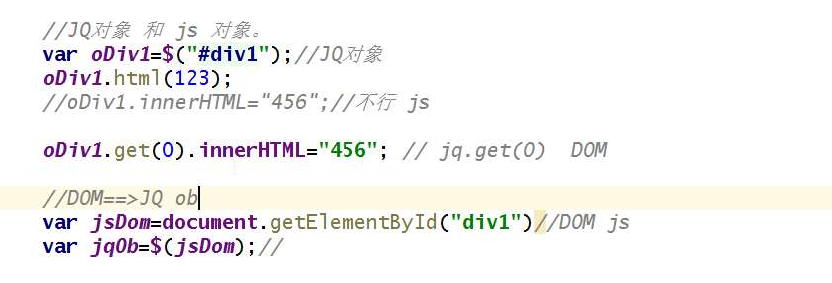 //JQ对象 和 js 对象。
var oDiv1=$("#div1");//JQ对象
oDiv1.html(123);
//oDiv1.innerHTML="456";//不行 js
oDiv1.get(0).innerHTML="456"; // jq.get(0)  DOM
//DOM==>JQ ob
var jsDom=document.getElementById("div1")//DOM js
var jqOb=$(jsDom);//